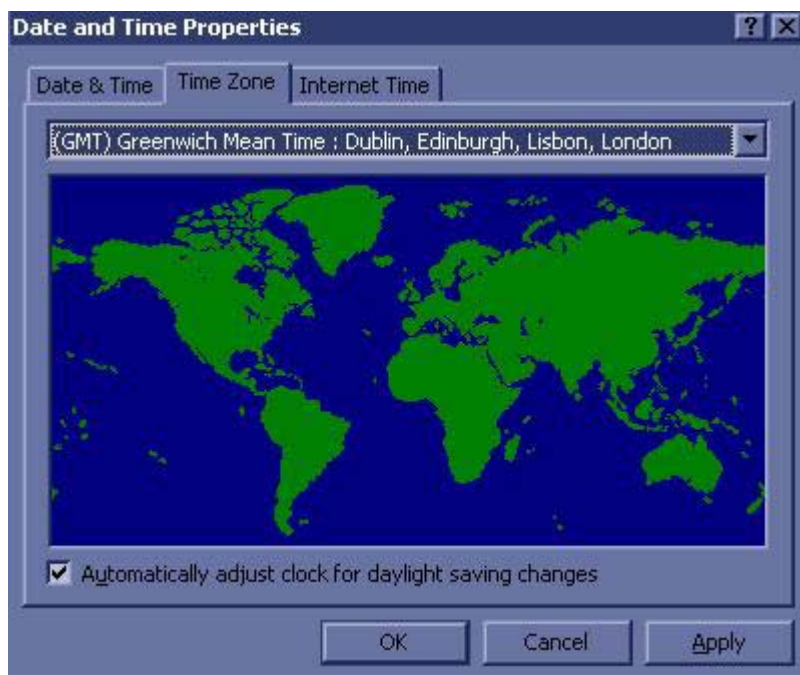 Date and Time Properties
Date & Time Time Zone Internet Time
(GMT) Greenwich Mean Time : Dublin, Edinburgh, Lisbon, London
Automatically adjust clock for daylight saving changes
OK Cancel Apply